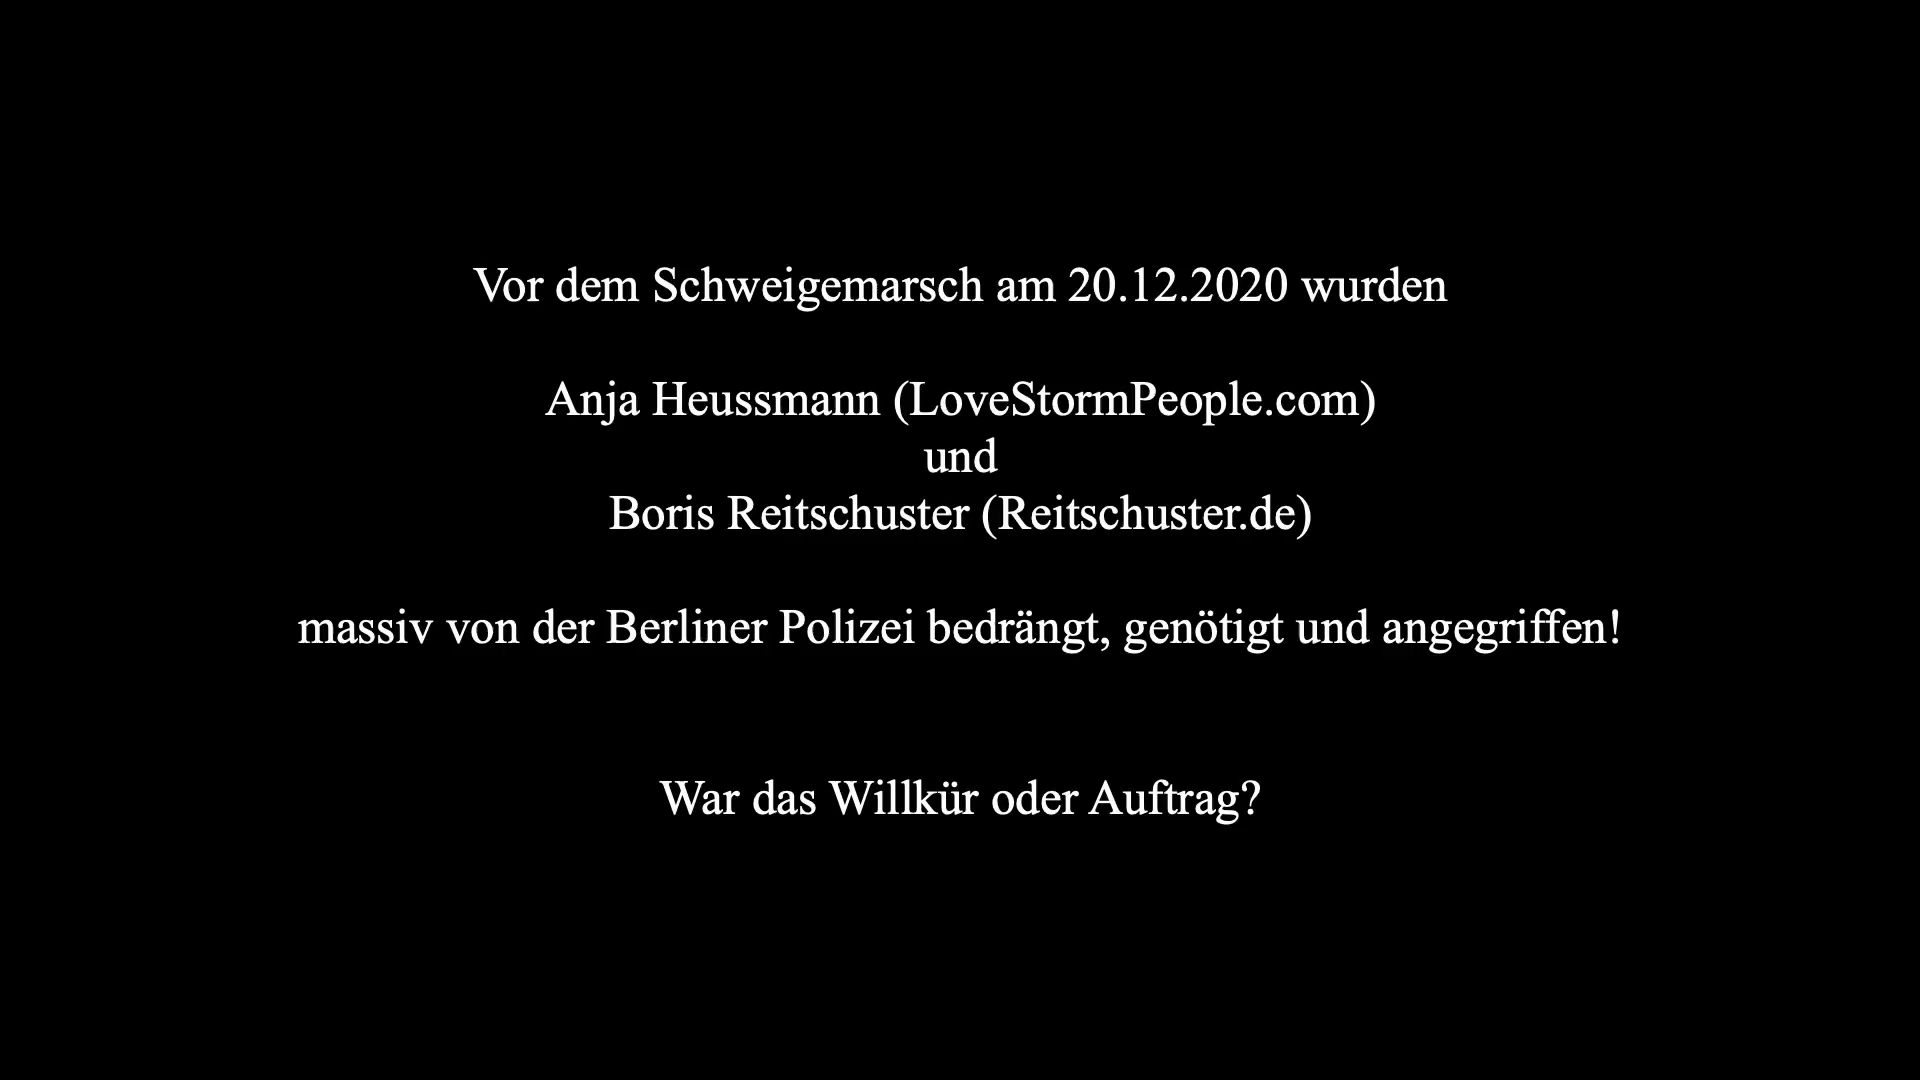 Vor dem Schweigemarsch am 20.12.2020 wurden
Anja Heussmann (LoveStormPeople.com)
und
Boris Reitschuster (Reitschuster.de)
massiv von der Berliner Polizei bedrängt, genötigt und angegriffen!
War das Willkür oder Auftrag?